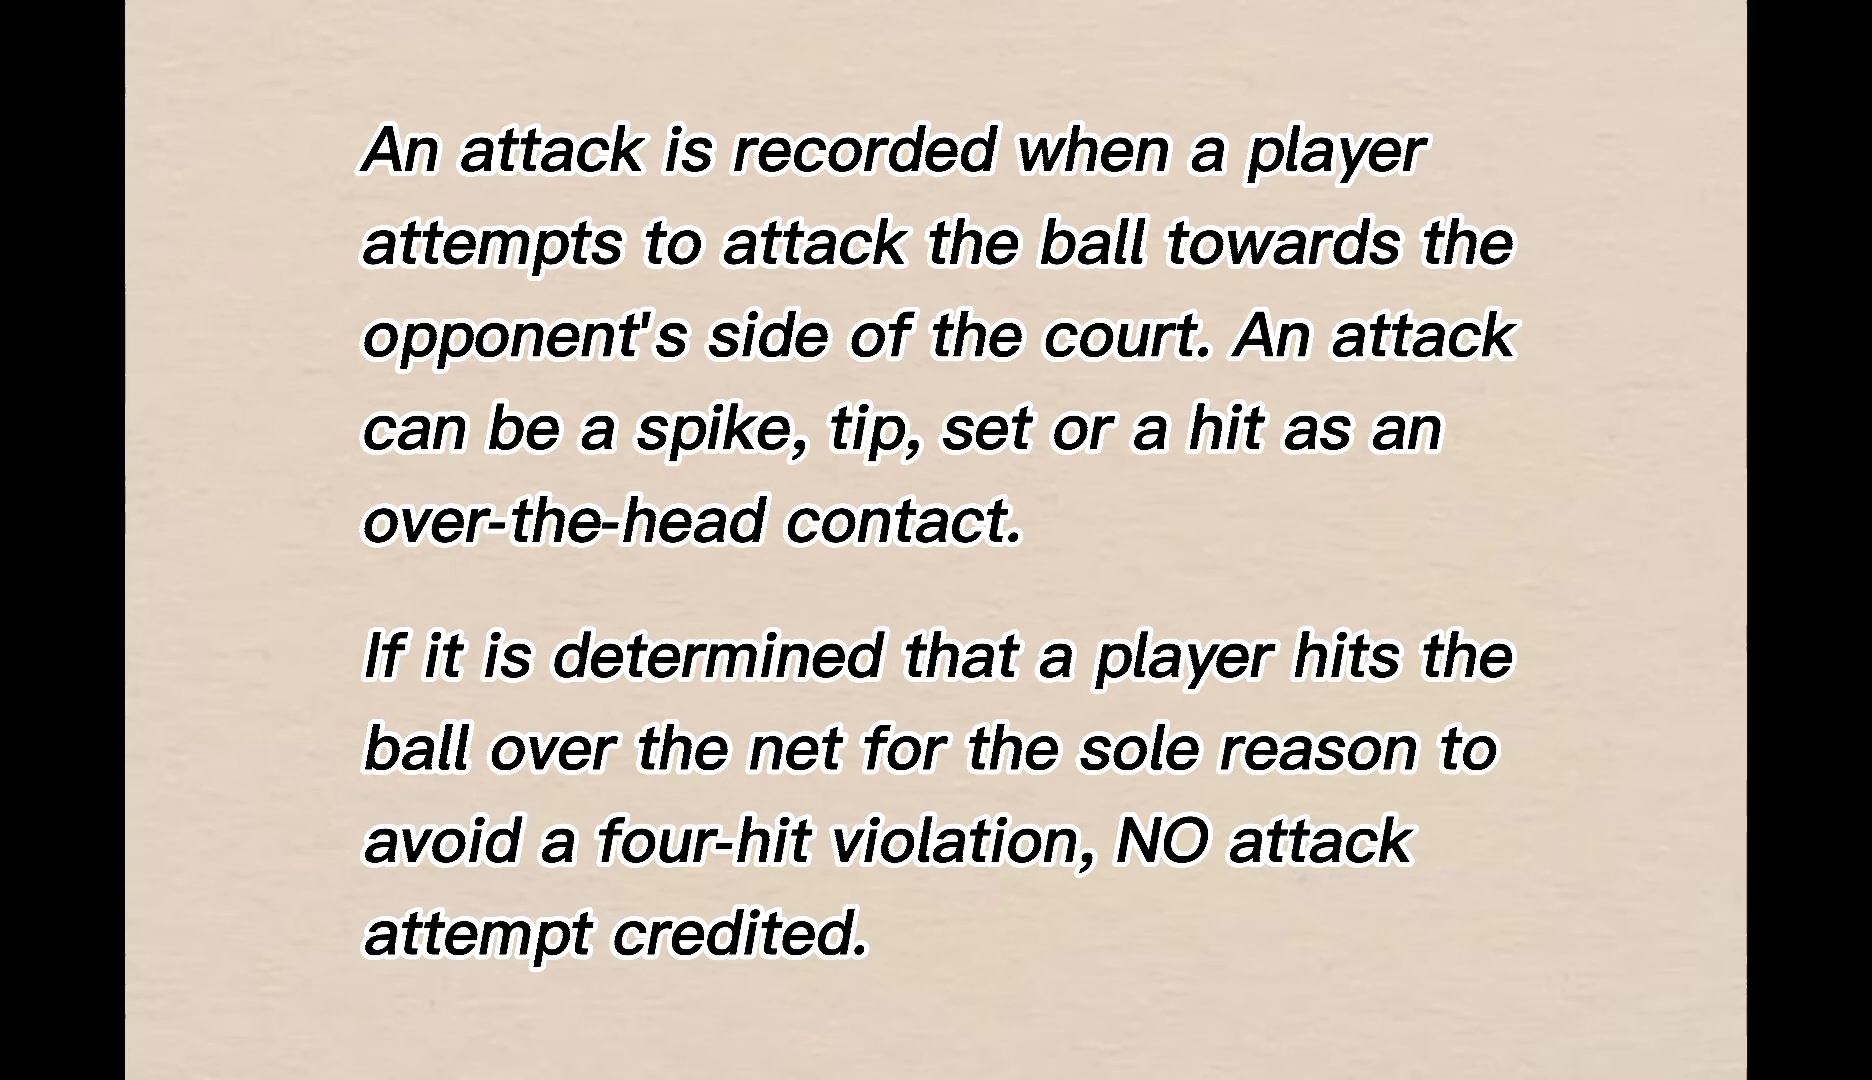 An attack is recorded when a player
attempts to attack the ball towards the
opponent's side of the court. An attack
can be a spike, tip, set or a hit as an
over-the-head contact.
If it is determined that a player hits the
ball over the net for the sole reason to
avoid a four-hit violation, NO attack
attempt credited.